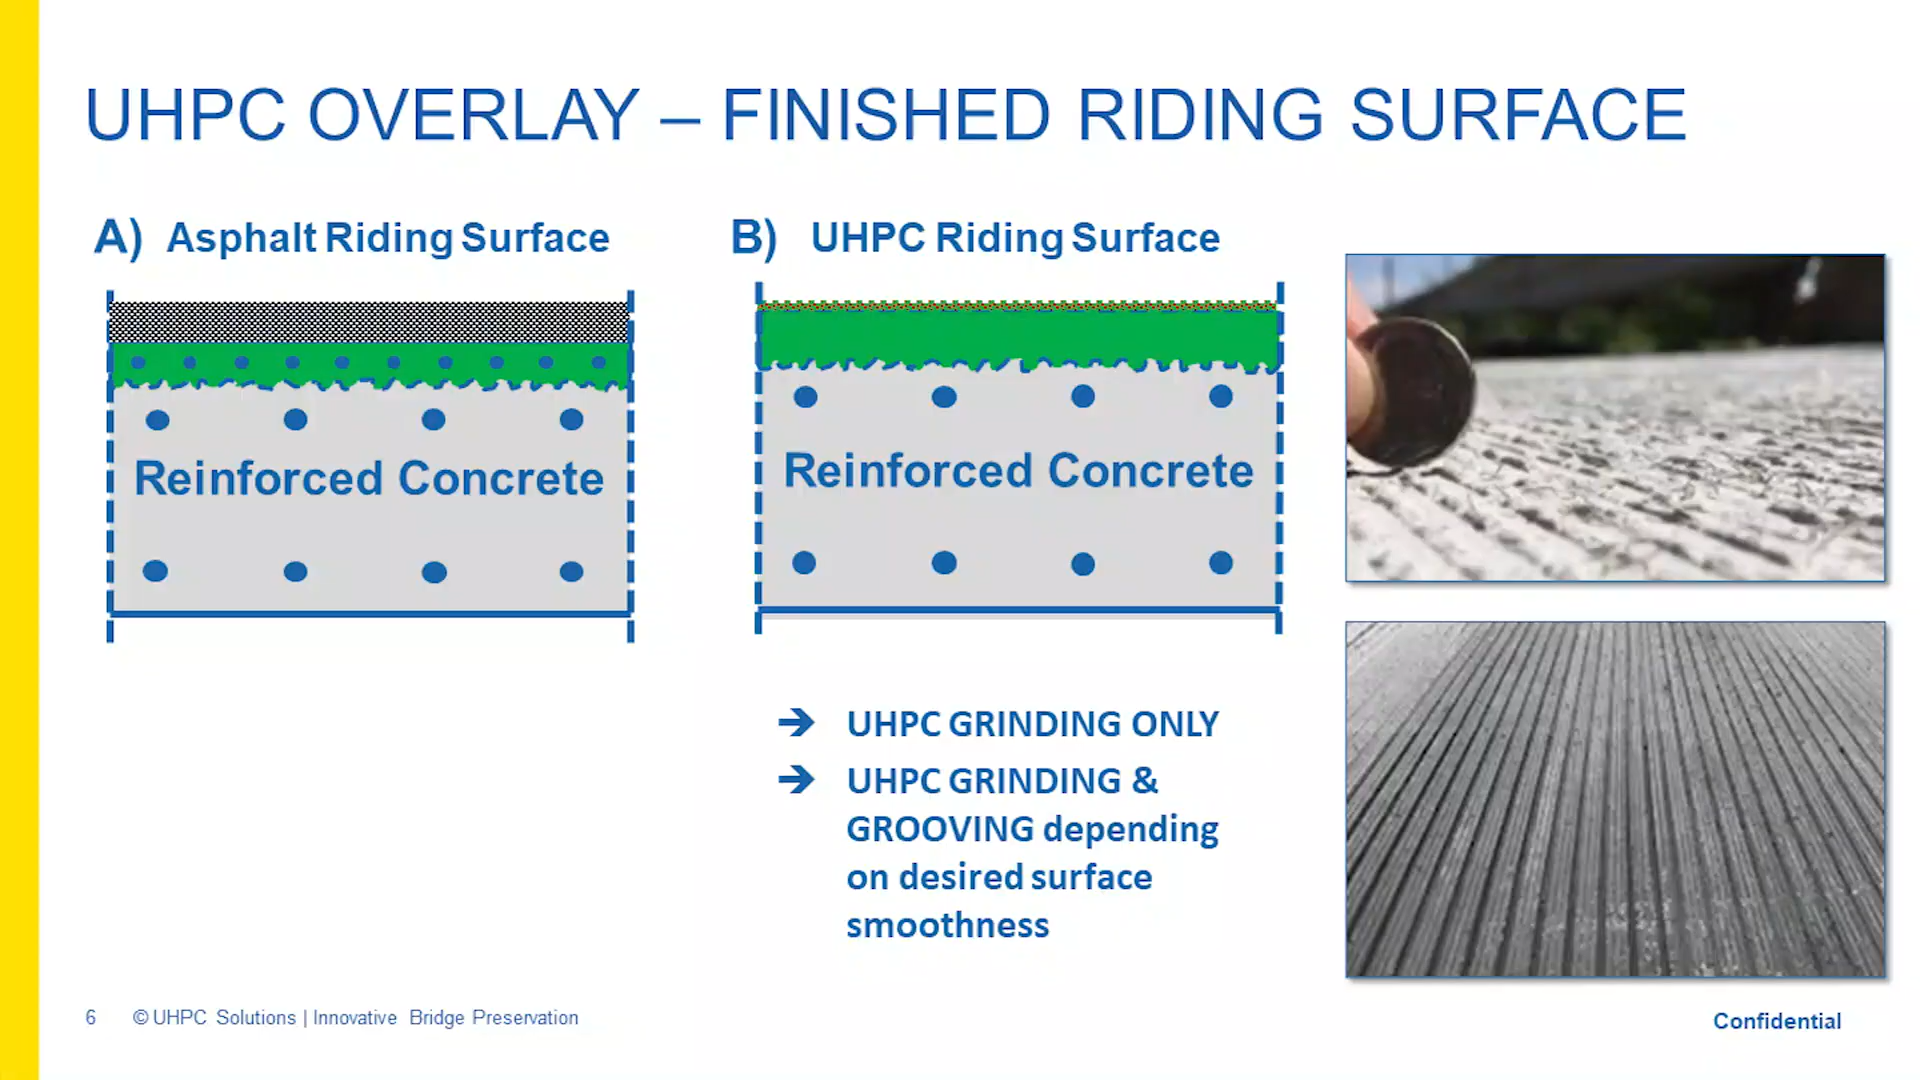 UHPC OVERLAY – FINISHED RIDING SURFACE
A) Asphalt Riding Surface
Reinforced Concrete
B) UHPC Riding Surface
Reinforced Concrete
➔ UHPC GRINDING ONLY
➔ UHPC GRINDING &
GROOVING depending
on desired surface
smoothness
6 © UHPC Solutions | Innovative Bridge Preservation
Confidential